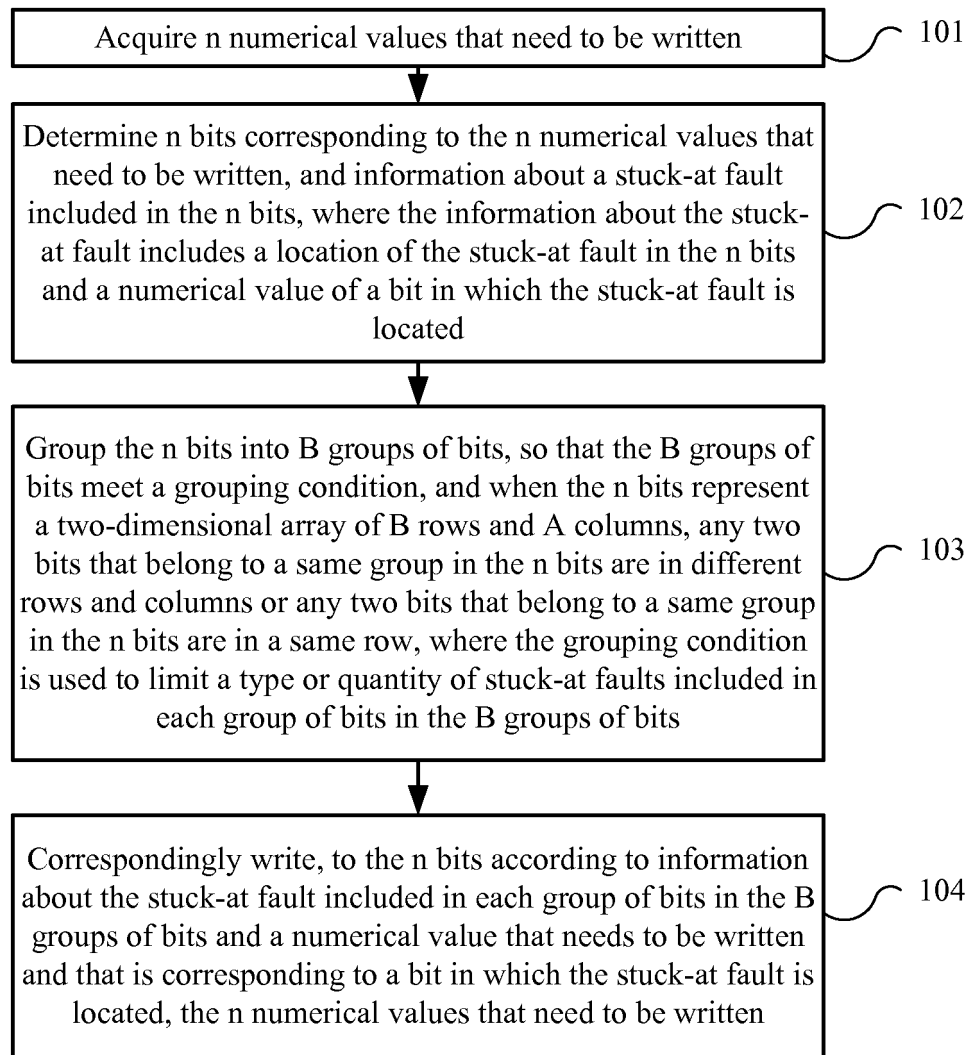 Acquire n numerical values that need to be written
101
Determine n bits corresponding to the n numerical values that
need to be written, and information about a stuck-at fault
included in the n bits, where the information about the stuck-
at fault includes a location of the stuck-at fault in the n bits
and a numerical value of a bit in which the stuck-at fault is
located
102
Group the n bits into B groups of bits, so that the B groups of
bits meet a grouping condition, and when the n bits represent
a two-dimensional array of B rows and A columns, any two
bits that belong to a same group in the n bits are in different
rows and columns or any two bits that belong to a same group
in the n bits are in a same row, where the grouping condition
is used to limit a type or quantity of stuck-at faults included in
each group of bits in the B groups of bits
103
Correspondingly write, to the n bits according to information
about the stuck-at fault included in each group of bits in the B
groups of bits and a numerical value that needs to be written
and that is corresponding to a bit in which the stuck-at fault is
located, the n numerical values that need to be written
104